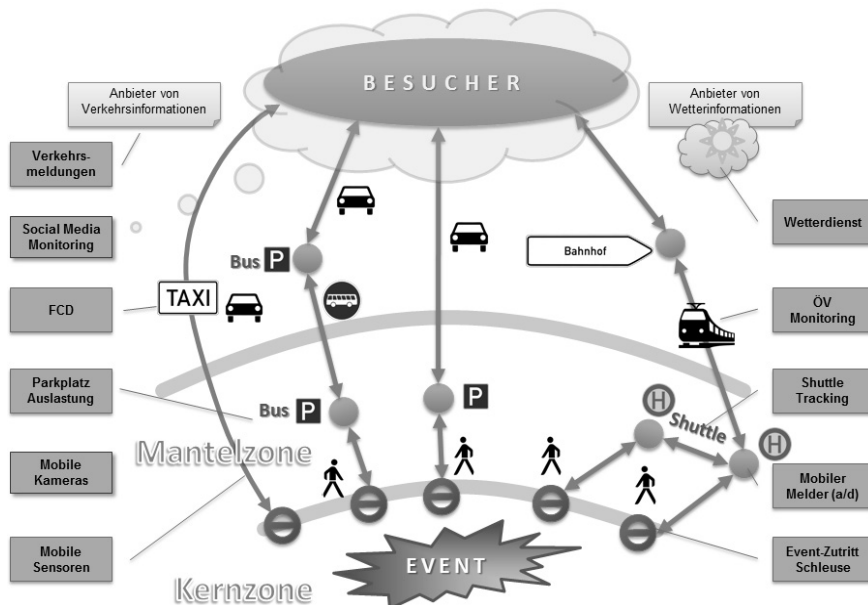 BESUCHER
Anbieter von
Verkehrsinformationen
Anbieter von
Wetterinformationen
Verkehrs-
meldungen
Social Media
Monitoring
FCD
Parkplatz
Auslastung
Mobile
Kameras
Mobile
Sensoren
Wetterdienst
ÖV
Monitoring
Shuttle
Tracking
Mobiler
Melder (a/d)
Event-Zutritt
Schleuse
Bus P
Bahnhof
TAXI
Bus P
P
H
Shuttle
H
Mantelzone
EVENT
Kernzone